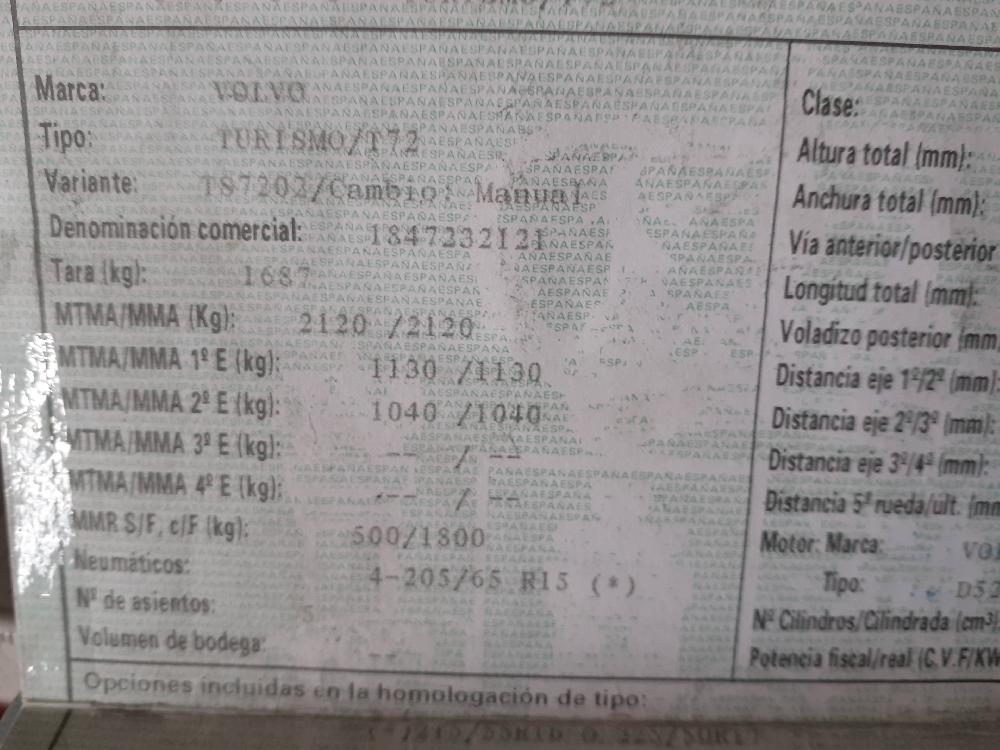 Marca: VOLVO
Tipo: TURISMO/T72
Variante: TS7202/Cambio: Manual
Denominación comercial: 1847232121
Tara (kg): 1687
MTMA/MMA (Kg): 2120 /2120
MTMA/MMA 1º E (kg): 1130 /1130
MTMA/MMA 2º E (kg): 1040 /1040
MTMA/MMA 3º E (kg): -- / --
MTMA/MMA 4º E (kg): -- / --
MMR S/F, c/F (kg): 500/1800
Neumáticos: 4-205/65 R15 (*)
Nº de asientos: 5
Volumen de bodega: --
Clase:
Altura total (mm):
Anchura total (mm):
Vía anterior/posterior
Longitud total (mm):
Voladizo posterior (mm)
Distancia eje 1º/2º (mm):
Distancia eje 2º/3º (mm):
Distancia eje 3º/4º (mm):
Distancia 5ª rueda/ult. (mm
Motor: Marca: VO
Tipo: D52
Nº Cilindros/Cilindrada (cm³)
Potencia fiscal/real (C.V.F/KW
Opciones incluidas en la homologación de tipo: